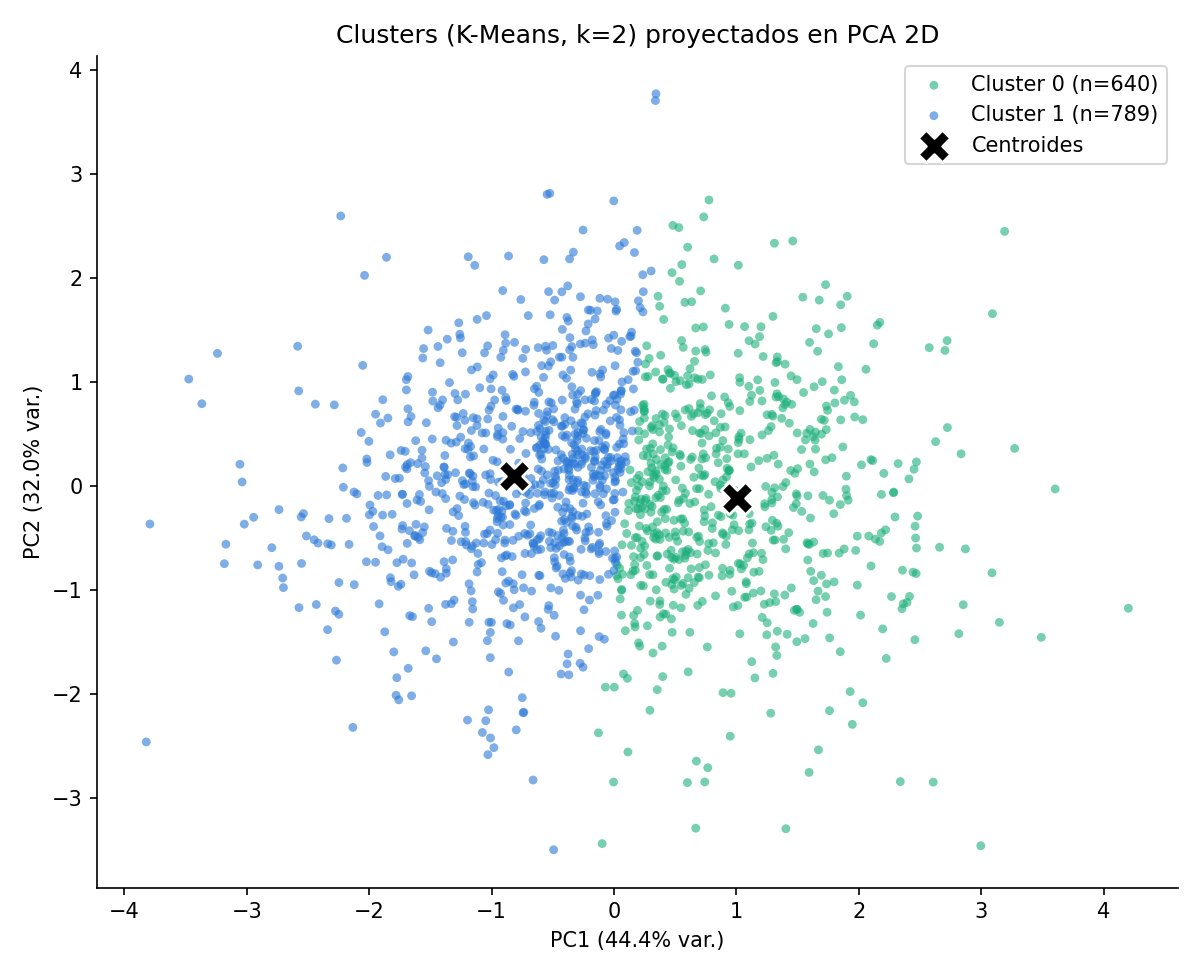 Clusters (K-Means, k=2) proyectados en PCA 2D
Cluster 0 (n=640)
Cluster 1 (n=789)
Centroides
4
3
2
1
0
−1
−2
−3
PC2 (32.0% var.)
−4 −3 −2 −1 0 1 2 3 4
PC1 (44.4% var.)